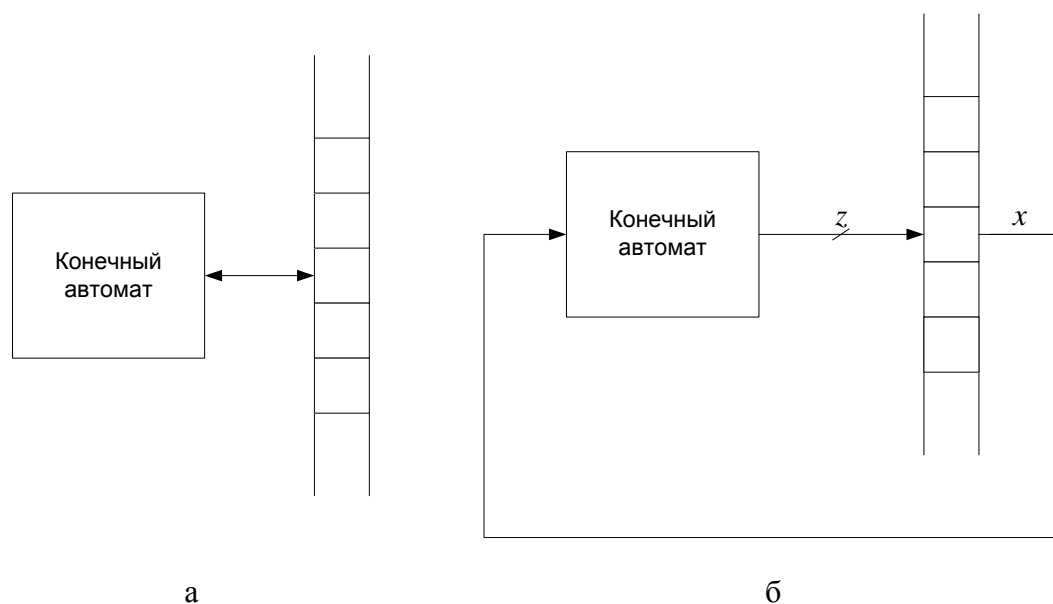 Конечный
автомат
Конечный
автомат
z
x
а
б